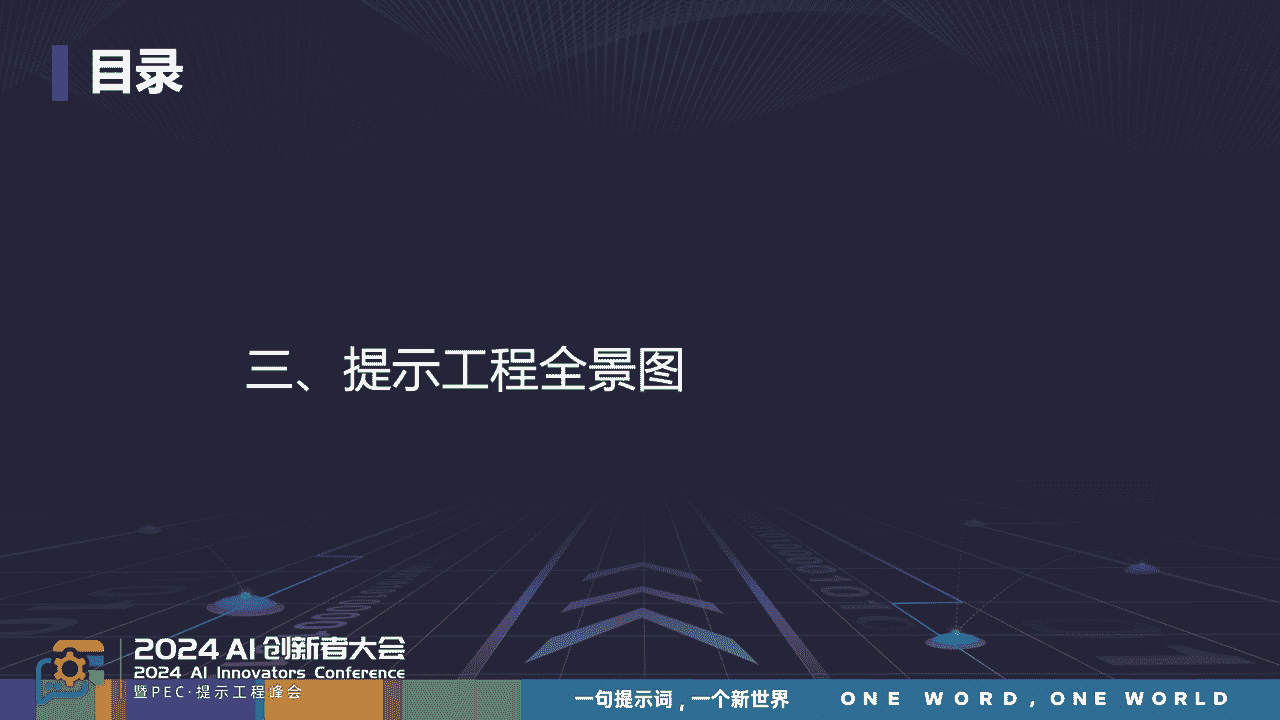 目录
三、提示工程全景图
2024 AI 创新者大会
2024 AI Innovators Conference
暨PEC·提示工程峰会
一句提示词，一个新世界
ONE WORD, ONE WORLD